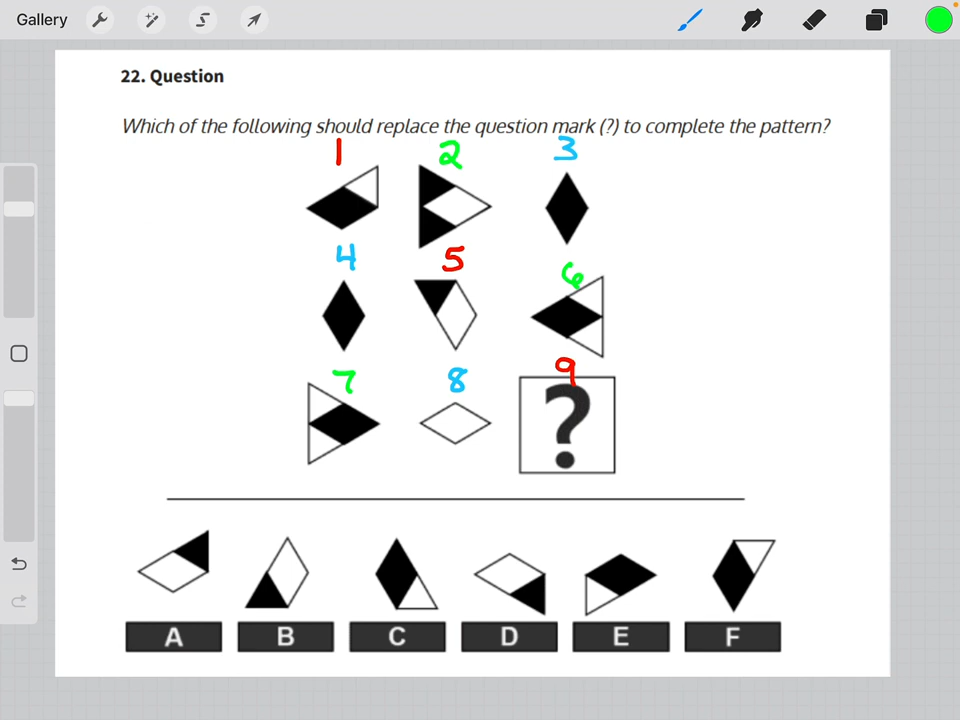 Gallery
22. Question
Which of the following should replace the question mark (?) to complete the pattern?
1 2 3
4 5 6
7 8 9
?
A B C D E F